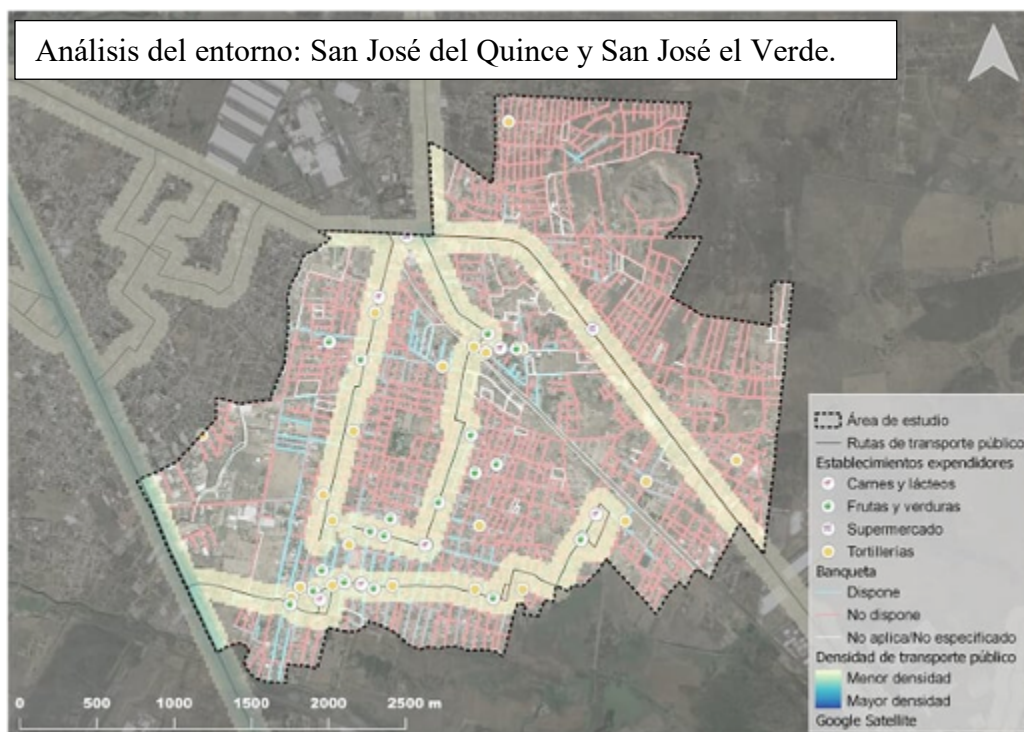 Análisis del entorno: San José del Quince y San José el Verde.
Área de estudio
Rutas de transporte público
Establecimientos expendidores
Carnes y lácteos
Frutas y verduras
Supermercado
Tortillerías
Banqueta
Dispone
No dispone
No aplica/No especificado
Densidad de transporte público
Menor densidad
Mayor densidad
Google Satellite
0 500 1000 1500 2000 2500 m